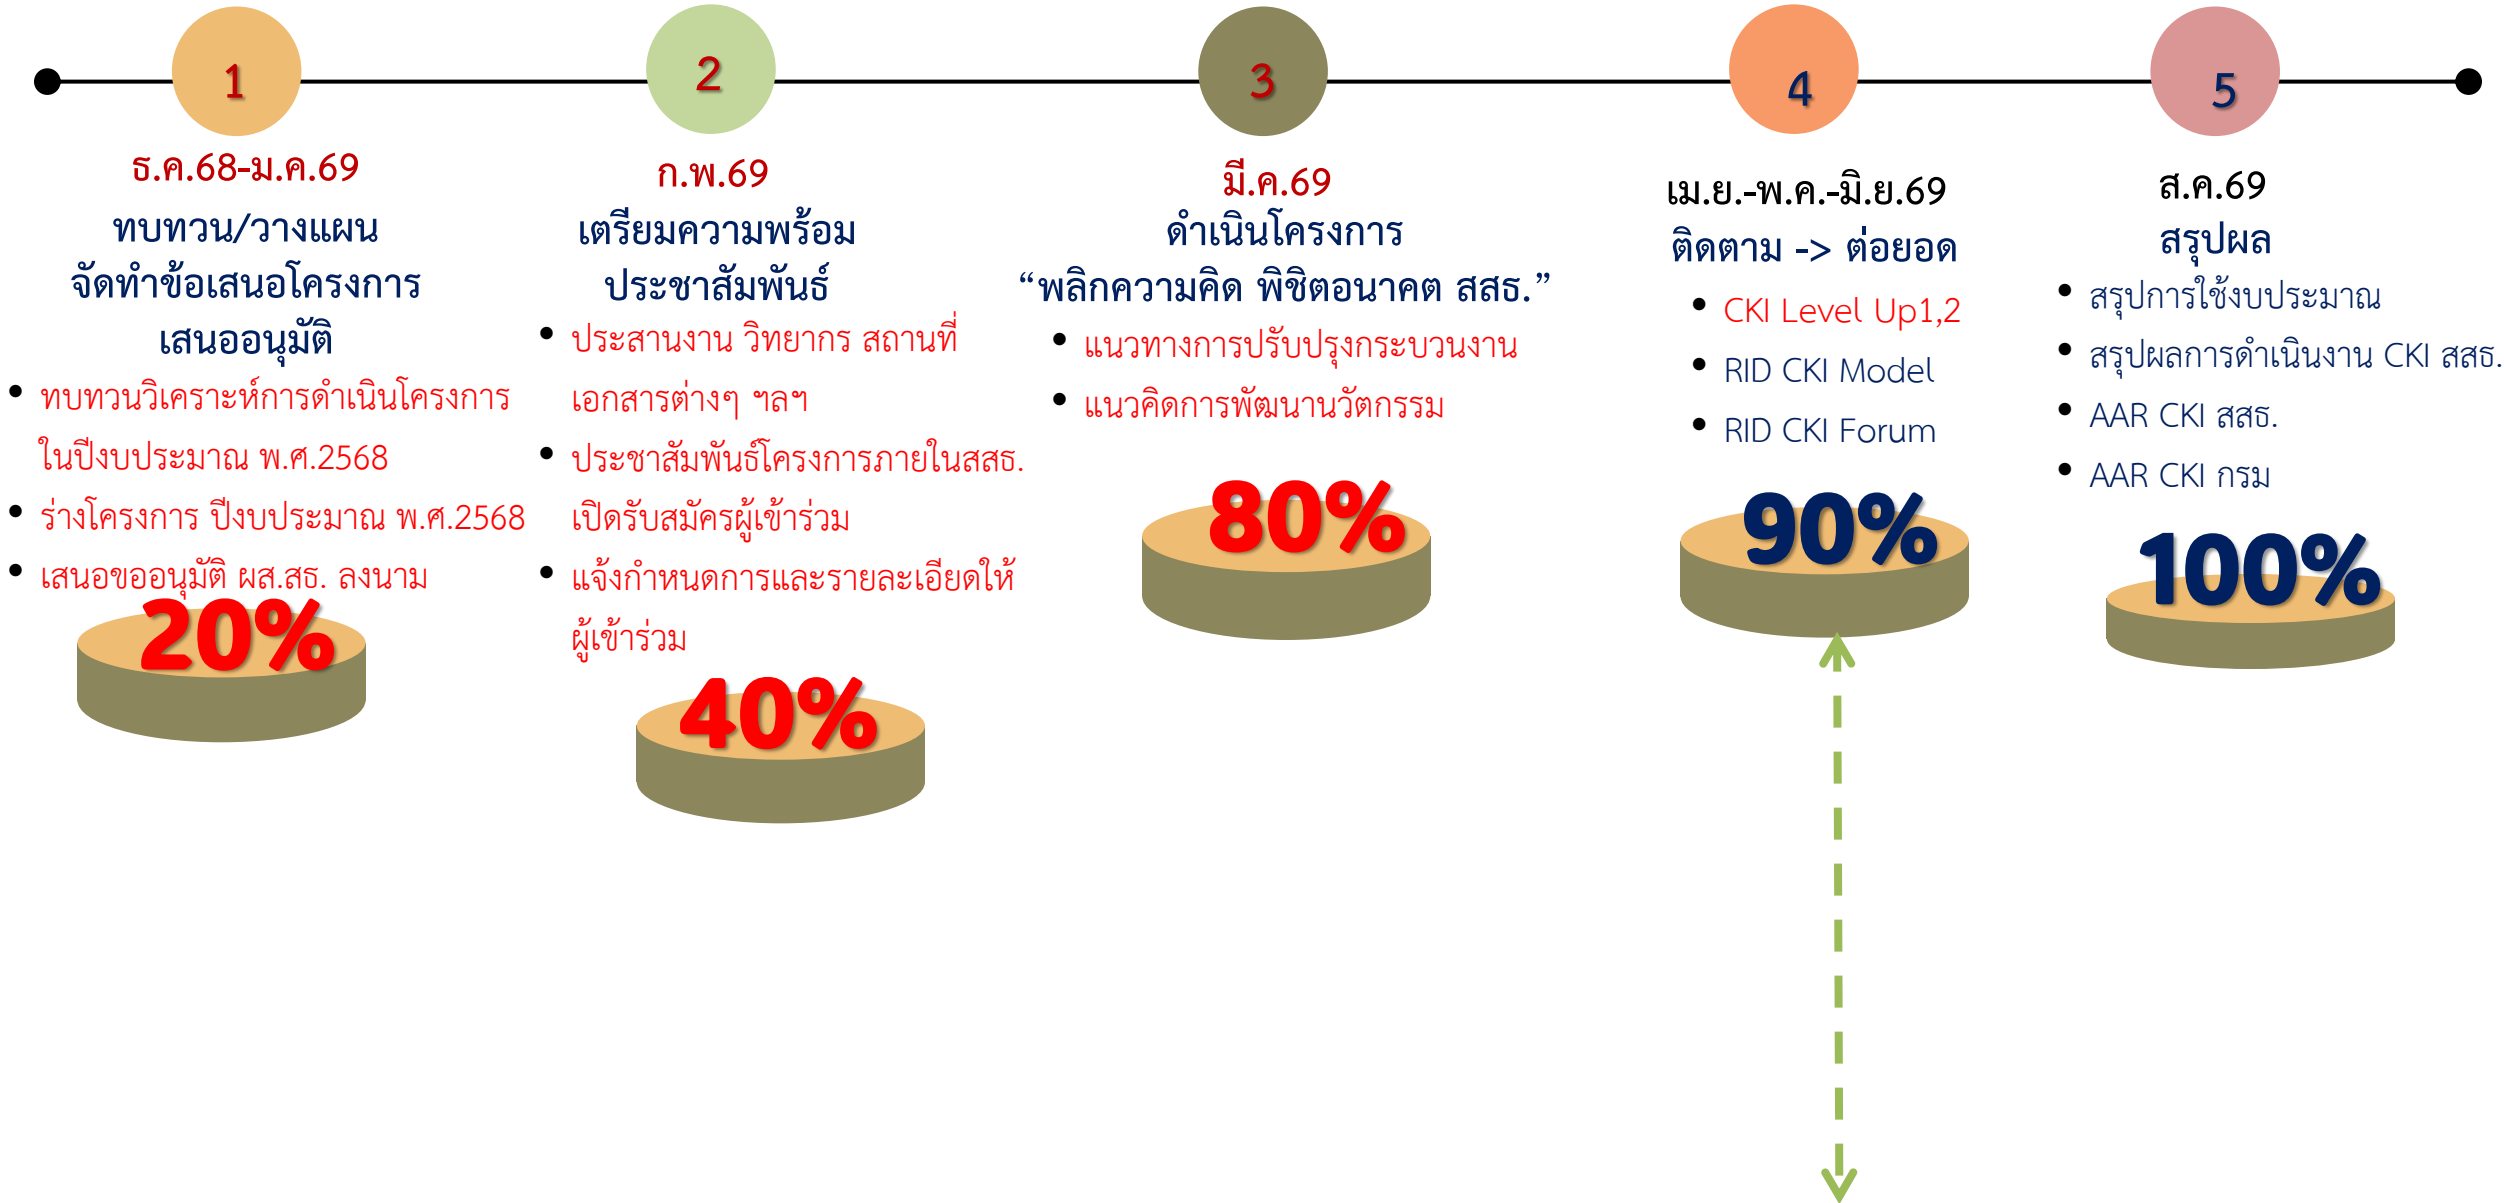 1
ธ.ค.68-ม.ค.69
ทบทวน/วางแผน
จัดทำข้อเสนอโครงการ
เสนออนุมัติ
• ทบทวนวิเคราะห์การดำเนินโครงการ
ในปีงบประมาณ พ.ศ.2568
• ร่างโครงการ ปีงบประมาณ พ.ศ.2568
• เสนอขออนุมัติ ผส.สธ. ลงนาม
20%
2
ก.พ.69
เตรียมความพร้อม
ประชาสัมพันธ์
• ประสานงาน วิทยากร สถานที่
เอกสารต่างๆ ฯลฯ
• ประชาสัมพันธ์โครงการภายในสสธ.
เปิดรับสมัครผู้เข้าร่วม
• แจ้งกำหนดการและรายละเอียดให้
ผู้เข้าร่วม
40%
3
มี.ค.69
ดำเนินโครงการ
“พลิกความคิด พิชิตอนาคต สสธ.”
• แนวทางการปรับปรุงกระบวนงาน
• แนวคิดการพัฒนานวัตกรรม
80%
4
เม.ย.-พ.ค.-มิ.ย.69
ติดตาม -> ต่อยอด
• CKI Level Up1,2
• RID CKI Model
• RID CKI Forum
90%
5
ส.ค.69
สรุปผล
• สรุปการใช้งบประมาณ
• สรุปผลการดำเนินงาน CKI สสธ.
• AAR CKI สสธ.
• AAR CKI กรม
100%